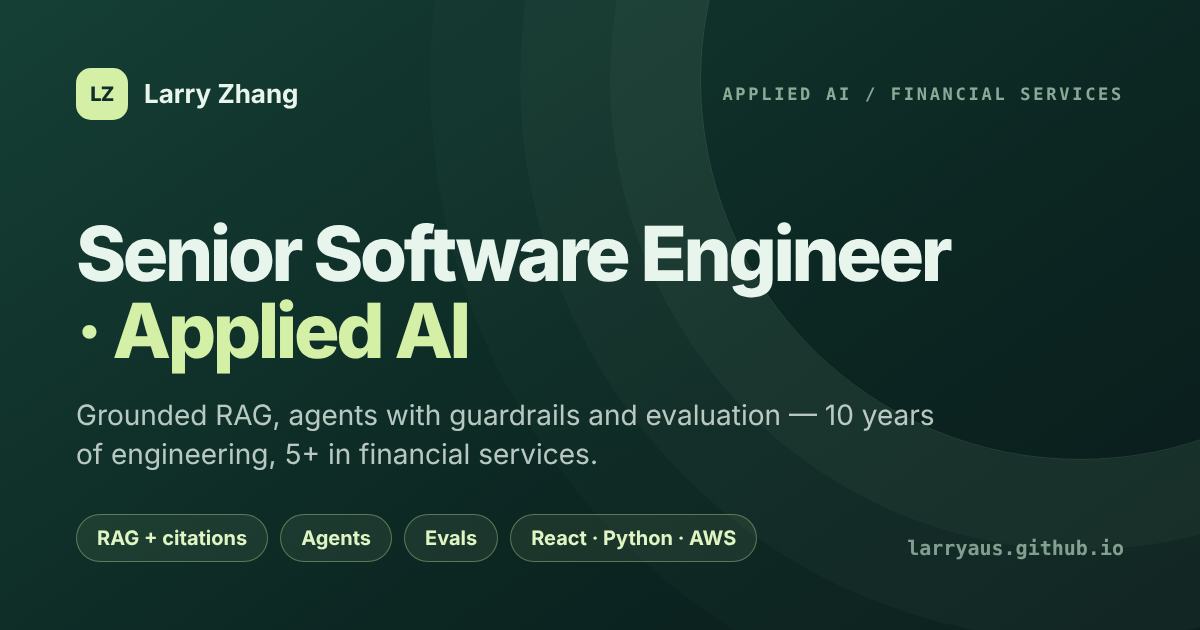 LZ
Larry Zhang
APPLIED AI / FINANCIAL SERVICES
Senior Software Engineer
· Applied AI
Grounded RAG, agents with guardrails and evaluation — 10 years
of engineering, 5+ in financial services.
RAG + citations
Agents
Evals
React · Python · AWS
larryaus.github.io